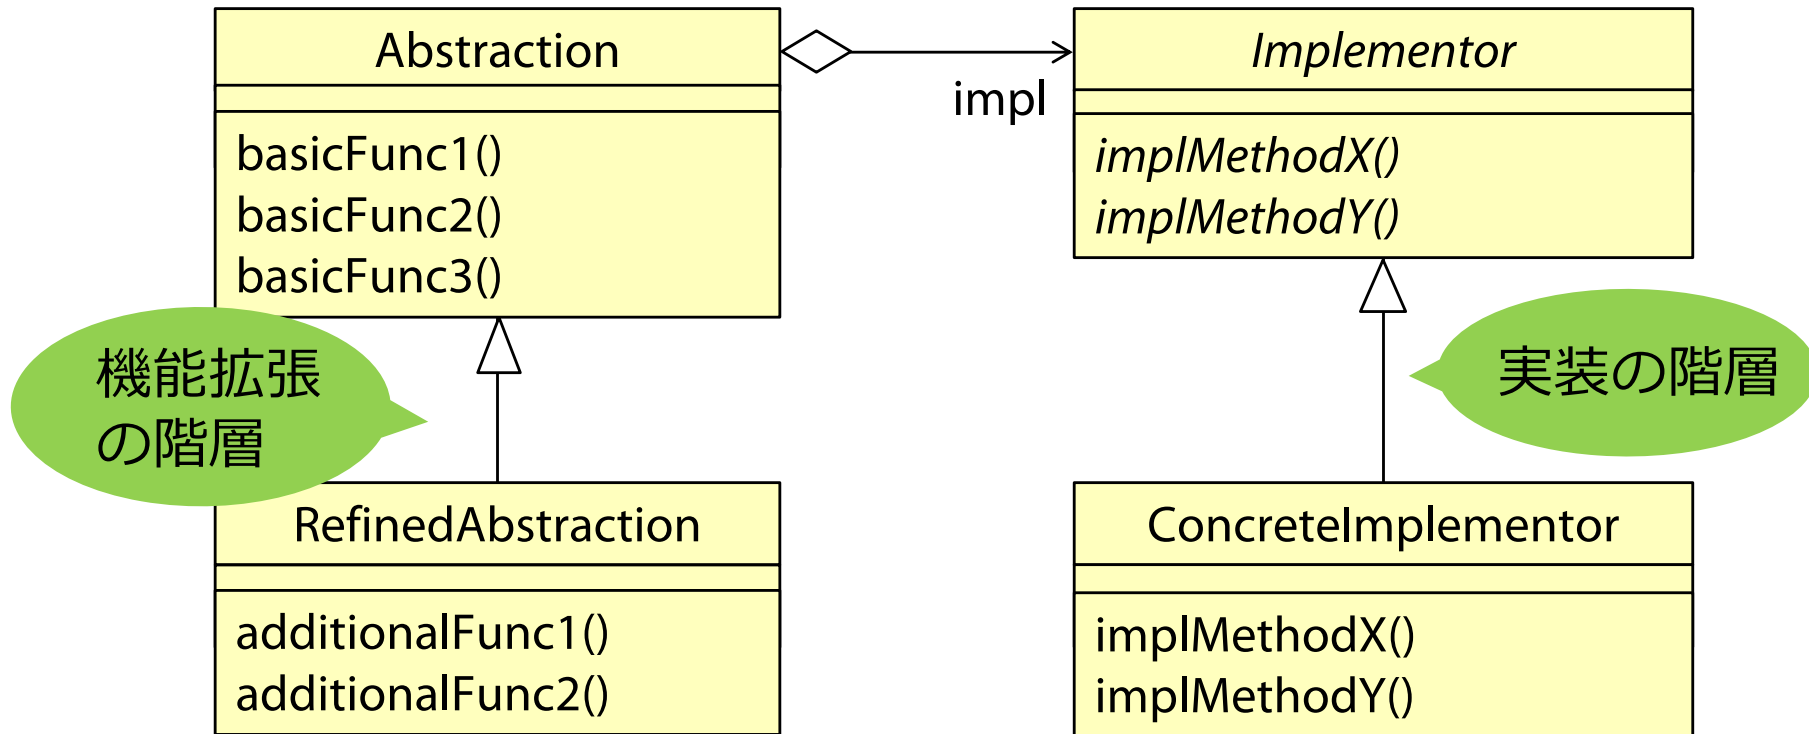 Abstraction
basicFunc1()
basicFunc2()
basicFunc3()
impl
Implementor
implMethodX()
implMethodY()
機能拡張
の階層
実装の階層
RefinedAbstraction
additionalFunc1()
additionalFunc2()
ConcreteImplementor
implMethodX()
implMethodY()